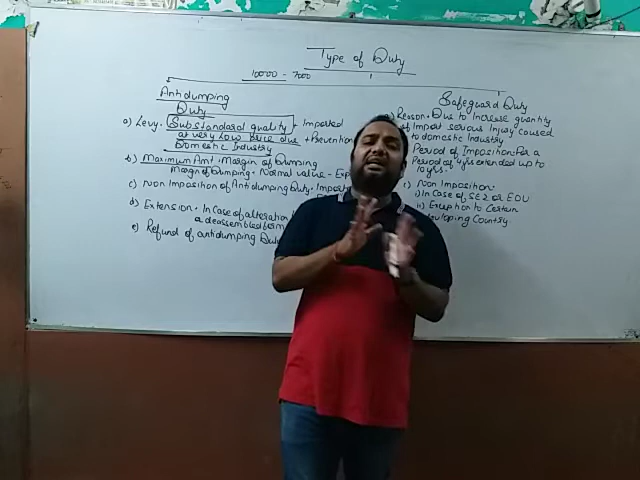 Type of Duty
10000 - 7000
Antidumping
Duty
a) Levy. Substandard quality - Imported
at very Low Price due + Prevention
Domestic Industry
b) Maximum Amt. Margin of Dumping
Margin of Dumping - Normal value - Exp
c) Non Imposition of Antidumping Duty - Importe
d) Extension. In Case of alteration
a deassembled form
e) Refund of antidumping Duty
Safeguard Duty
Reason. Due to Increase quantity
of Import serious Injury caused
to domestic Industry
Period of Imposition. For a
Period of 4yrs extended up to
10yrs.
Non Imposition.
i) In Case of SEZ or EOU
ii) Exeuption to Certain
Country